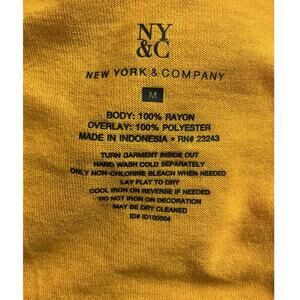 NY
&C
NEW YORK & COMPANY
M
BODY: 100% RAYON
OVERLAY: 100% POLYESTER
MADE IN INDONESIA • RN# 23243
TURN GARMENT INSIDE OUT
HAND WASH COLD SEPARATELY
ONLY NON-CHLORINE BLEACH WHEN NEEDED
LAY FLAT TO DRY
COOL IRON ON REVERSE IF NEEDED
DO NOT IRON ON DECORATION
MAY BE DRY CLEANED
ID# ID180004